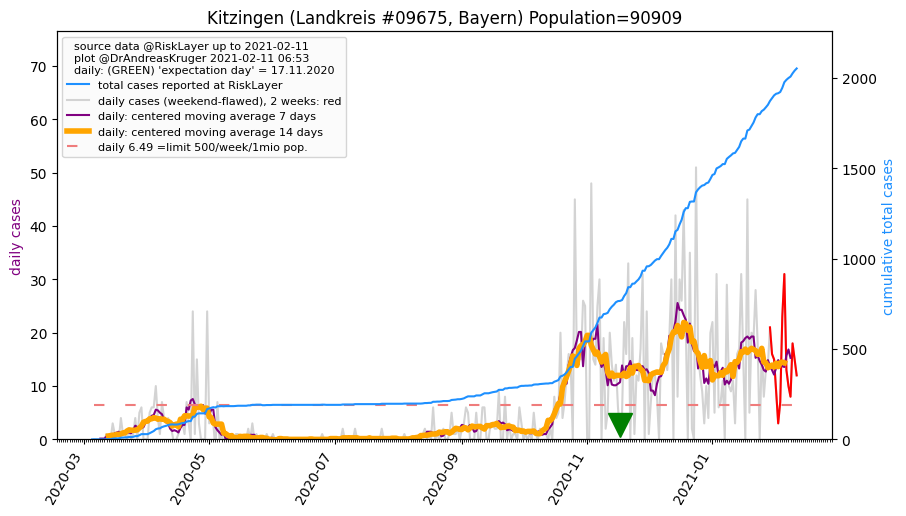 Kitzingen (Landkreis #09675, Bayern) Population=90909
source data @RiskLayer up to 2021-02-11
plot @DrAndreasKruger 2021-02-11 06:53
daily: (GREEN) 'expectation day' = 17.11.2020
total cases reported at RiskLayer
daily cases (weekend-flawed), 2 weeks: red
daily: centered moving average 7 days
daily: centered moving average 14 days
daily 6.49 =limit 500/week/1mio pop.
daily cases
70
60
50
40
30
20
10
0
cumulative total cases
2000
1500
1000
500
0
2020-03
2020-05
2020-07
2020-09
2020-11
2021-01